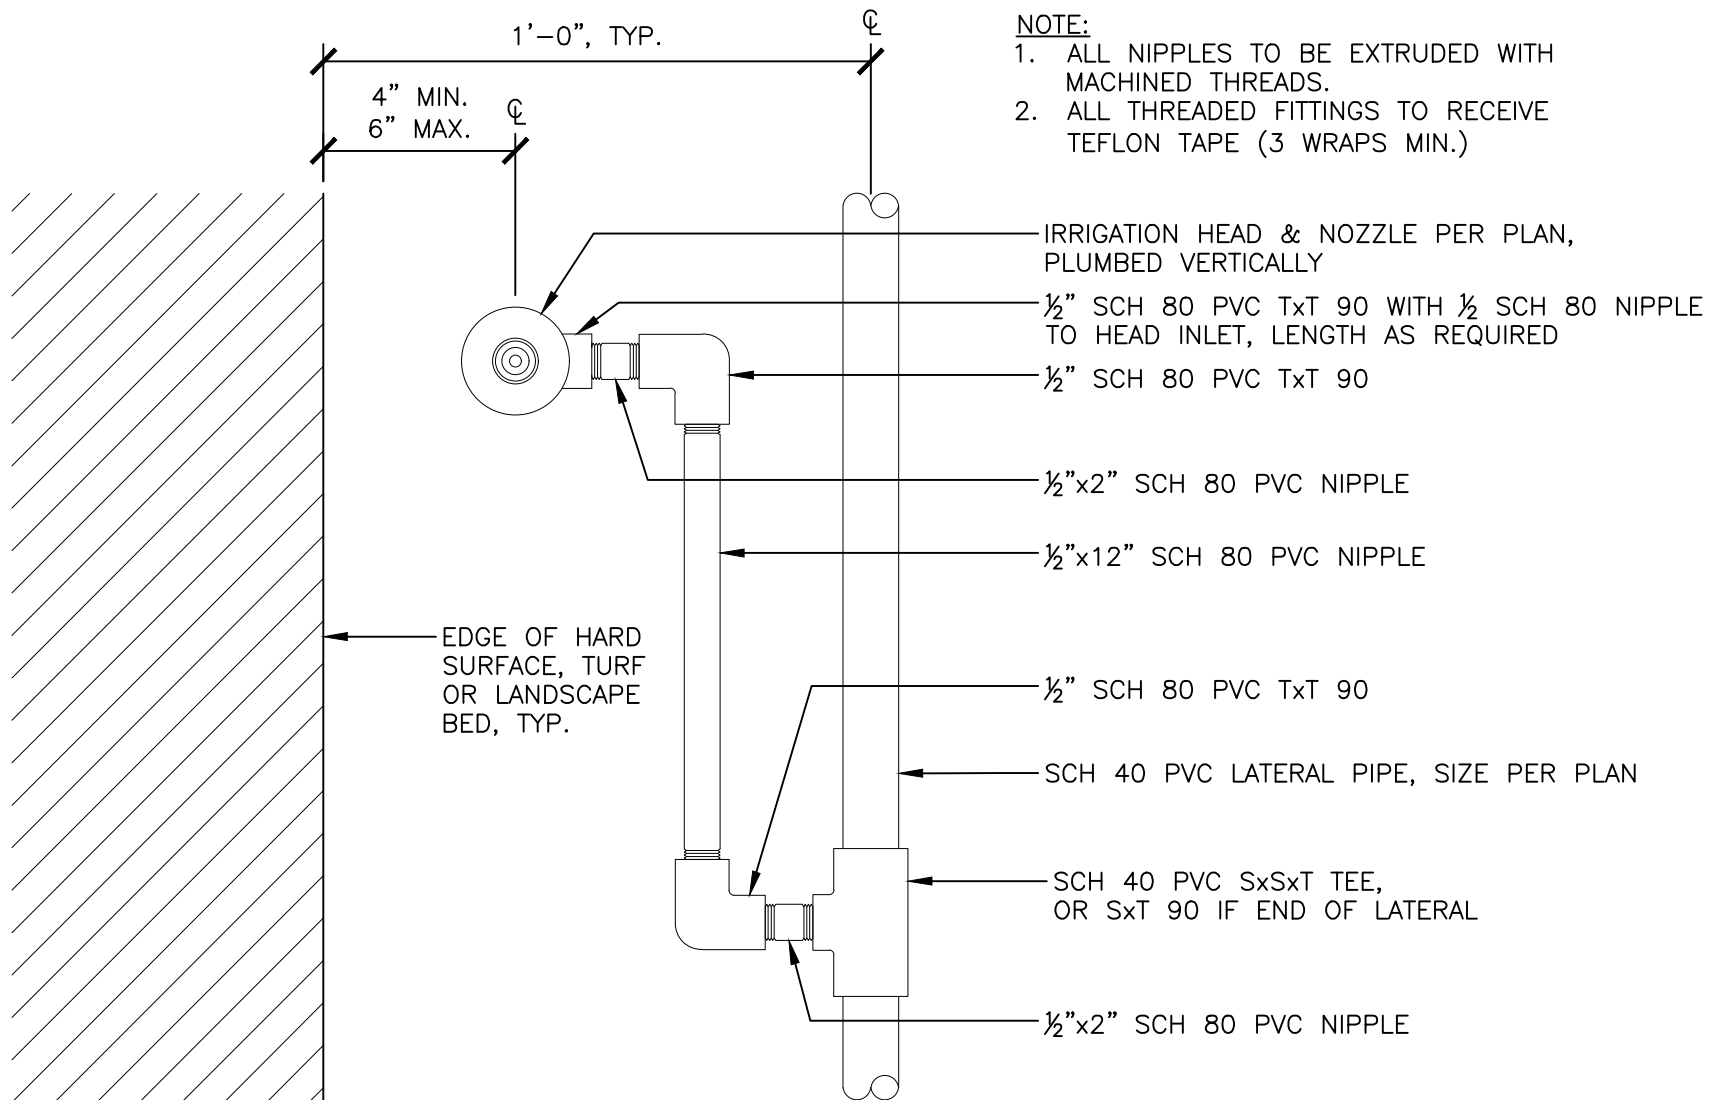 1'-0", TYP.
℄
4" MIN.
6" MAX.
℄
NOTE:
1. ALL NIPPLES TO BE EXTRUDED WITH
MACHINED THREADS.
2. ALL THREADED FITTINGS TO RECEIVE
TEFLON TAPE (3 WRAPS MIN.)
IRRIGATION HEAD & NOZZLE PER PLAN,
PLUMBED VERTICALLY
½" SCH 80 PVC TxT 90 WITH ½ SCH 80 NIPPLE
TO HEAD INLET, LENGTH AS REQUIRED
½" SCH 80 PVC TxT 90
½"x2" SCH 80 PVC NIPPLE
½"x12" SCH 80 PVC NIPPLE
EDGE OF HARD
SURFACE, TURF
OR LANDSCAPE
BED, TYP.
½" SCH 80 PVC TxT 90
SCH 40 PVC LATERAL PIPE, SIZE PER PLAN
SCH 40 PVC SxSxT TEE,
OR SxT 90 IF END OF LATERAL
½"x2" SCH 80 PVC NIPPLE